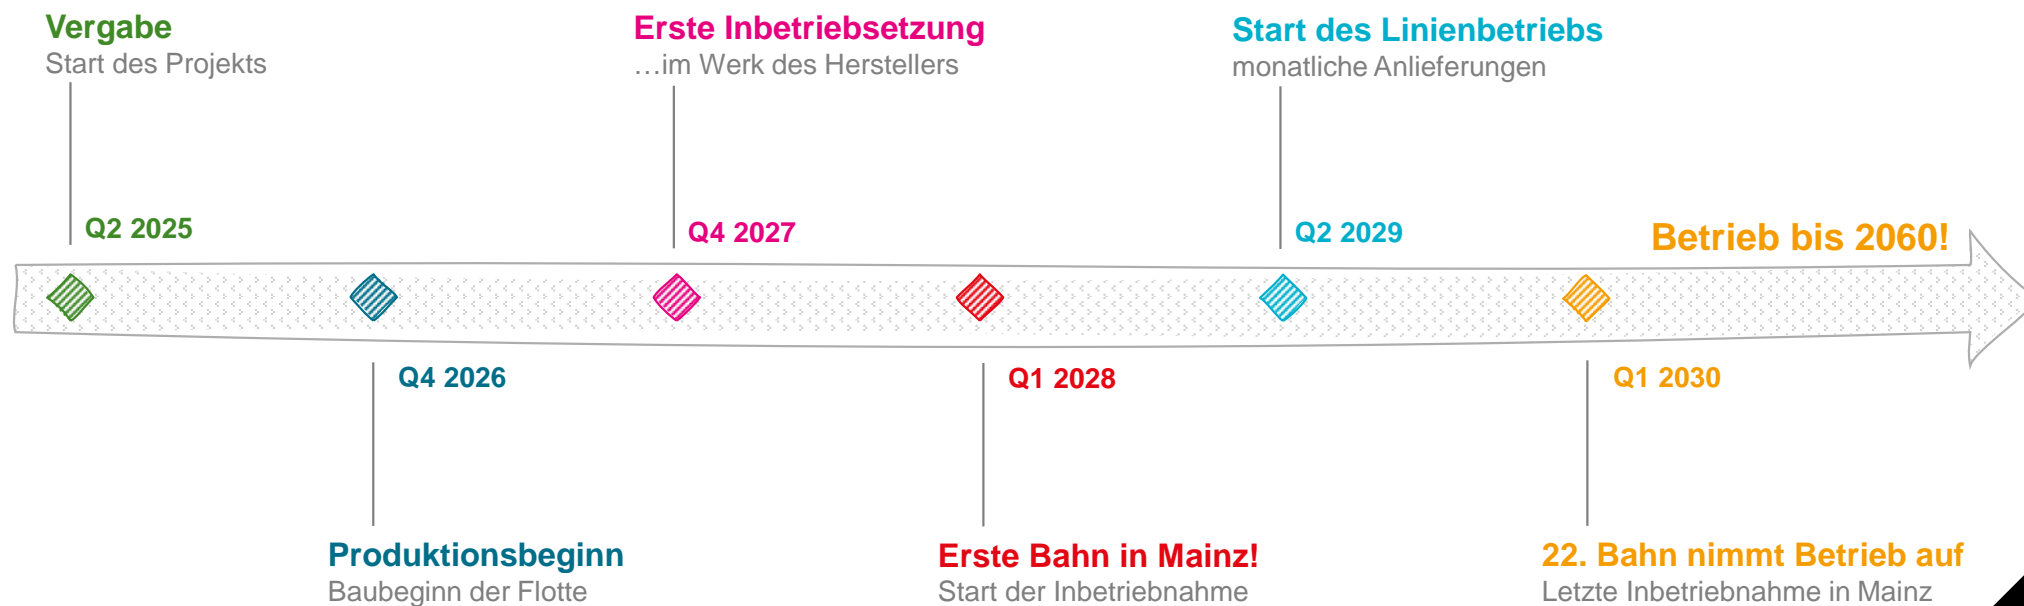 Vergabe
Start des Projekts
Q2 2025
Q4 2026
Produktionsbeginn
Baubeginn der Flotte
Erste Inbetriebsetzung
…im Werk des Herstellers
Q4 2027
Q1 2028
Erste Bahn in Mainz!
Start der Inbetriebnahme
Start des Linienbetriebs
monatliche Anlieferungen
Q2 2029
Q1 2030
22. Bahn nimmt Betrieb auf
Letzte Inbetriebnahme in Mainz
Betrieb bis 2060!